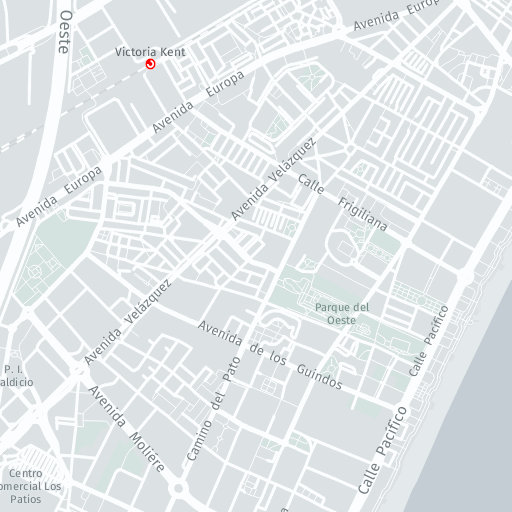 Oeste
Avenida Europa
Victoria Kent
Avenida Europa
Avenida Velázquez
Calle Frigiliana
Avenida Europa
Parque del
Oeste
Calle Pacífico
Avenida Velázquez
Avenida de los Guindos
P. I.
aldicio
Camino del Pato
Avenida Moliére
Calle Pacífico
Centro
omercial Los
Patios